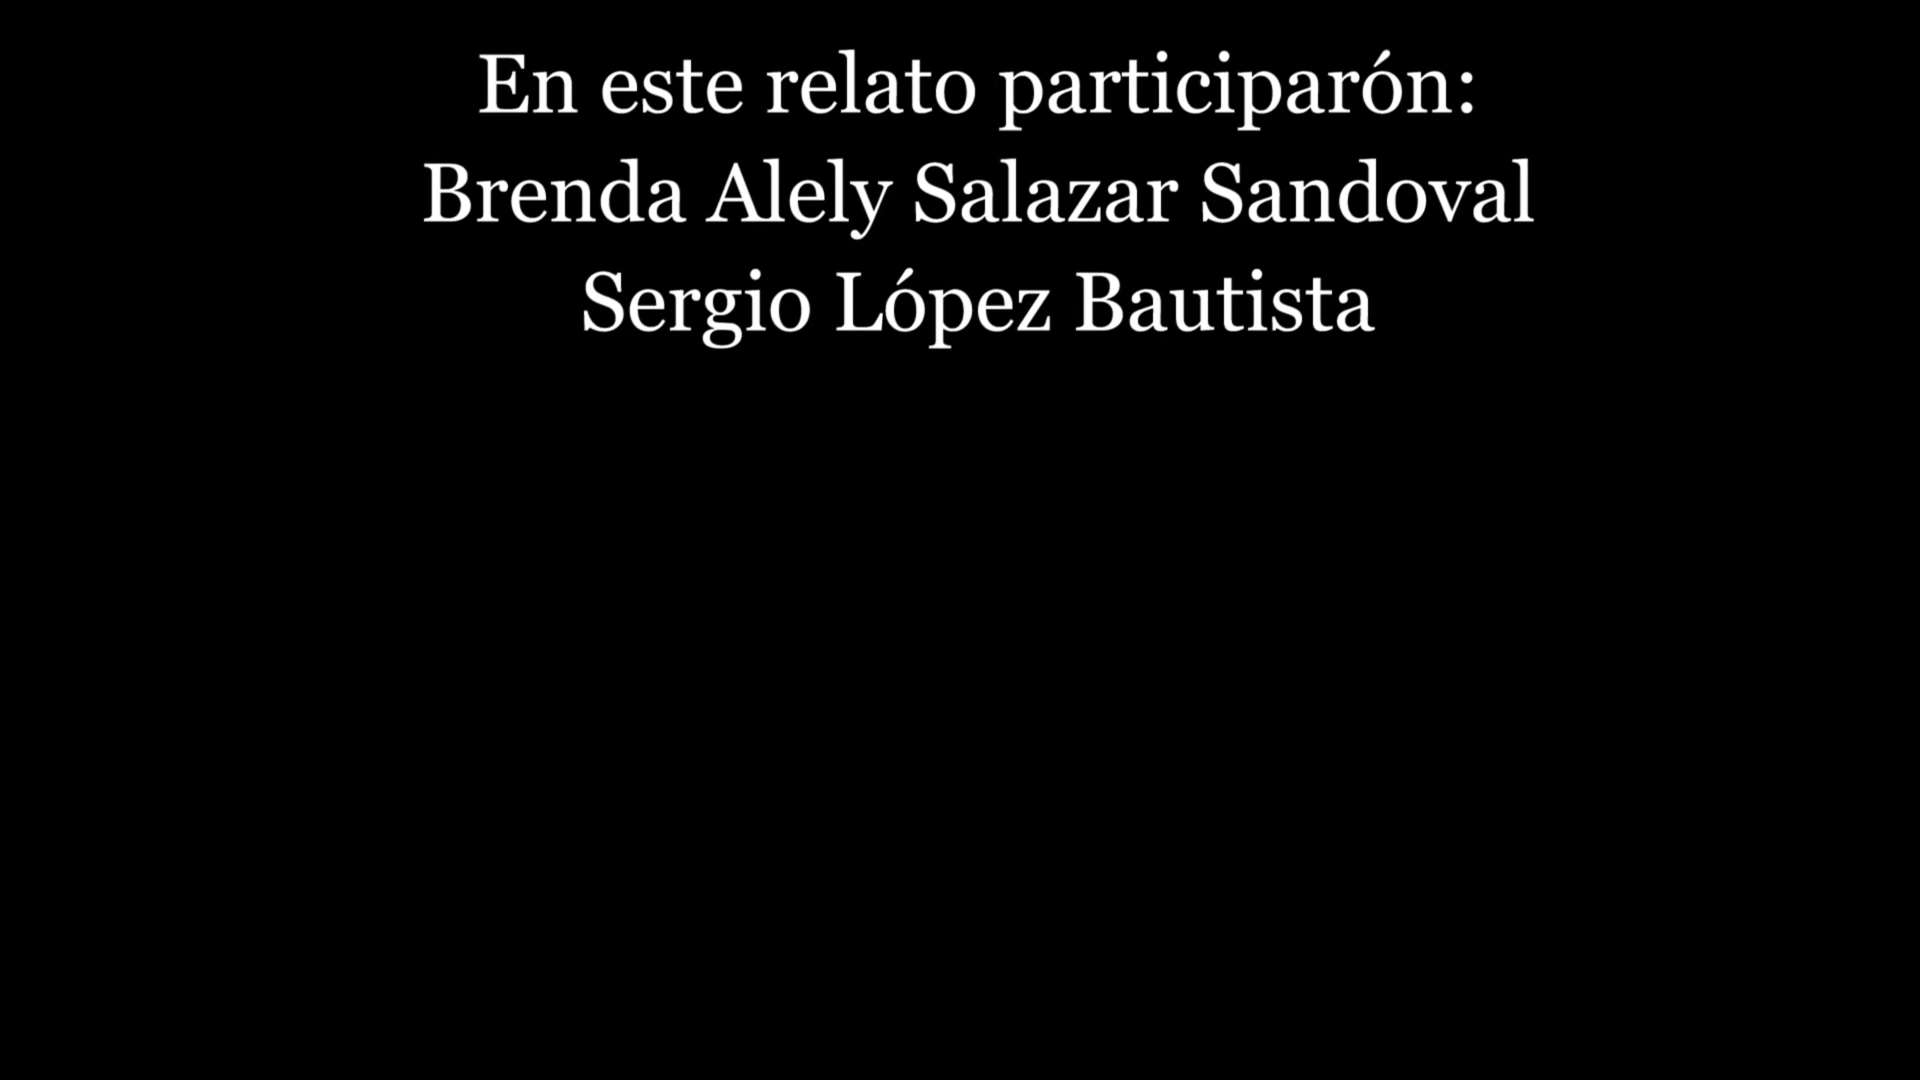 En este relato participarón:
Brenda Alely Salazar Sandoval
Sergio López Bautista